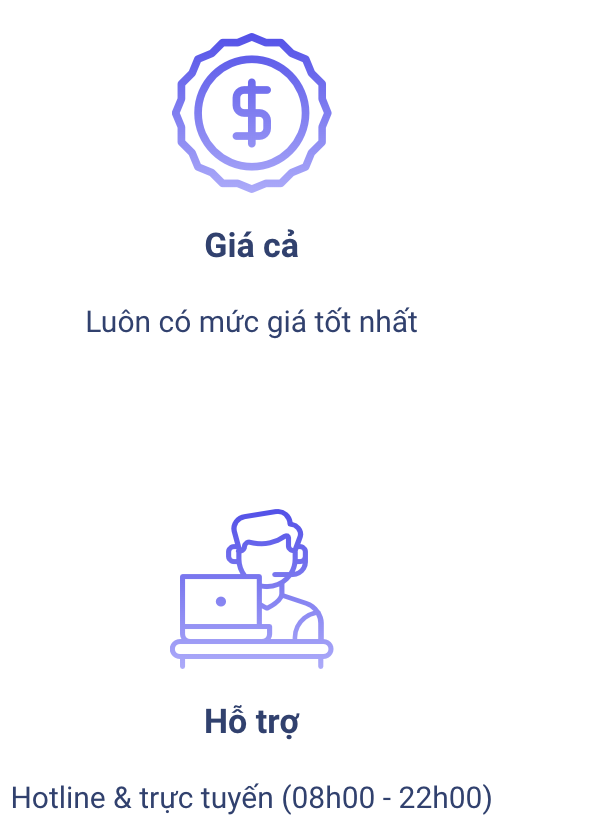 Giá cả
Luôn có mức giá tốt nhất
Hỗ trợ
Hotline & trực tuyến (08h00 - 22h00)